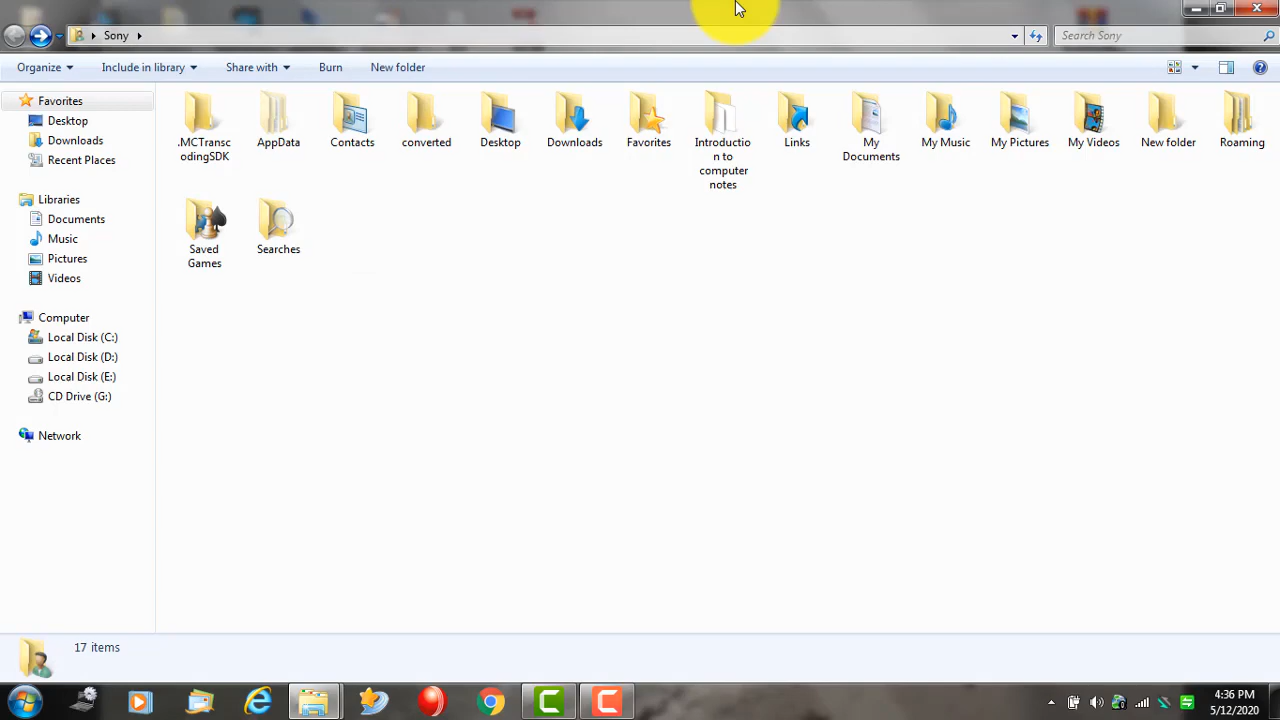 Sony
Search Sony
Organize
Include in library
Share with
Burn
New folder
Favorites
Desktop
Downloads
Recent Places
Libraries
Documents
Music
Pictures
Videos
Computer
Local Disk (C:)
Local Disk (D:)
Local Disk (E:)
CD Drive (G:)
Network
.MCTransc
odingSDK
AppData
Contacts
converted
Desktop
Downloads
Favorites
Introductio
n to
computer
notes
Links
My
Documents
My Music
My Pictures
My Videos
New folder
Roaming
Saved
Games
Searches
17 items
4:36 PM
5/12/2020